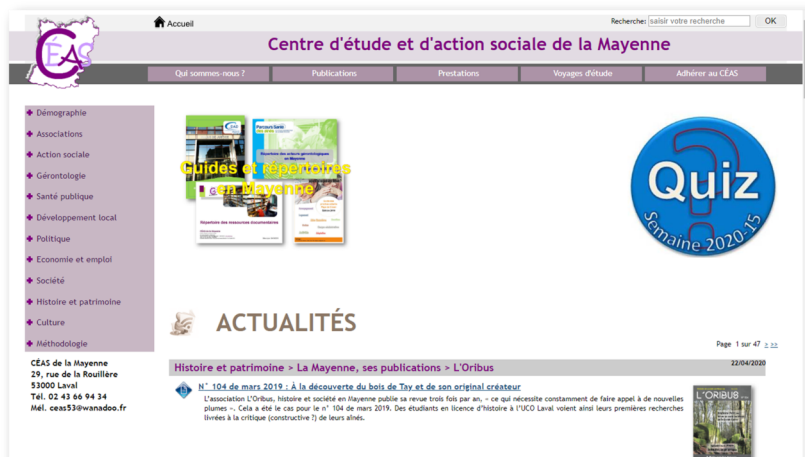 Accueil
Recherche: saisir votre recherche OK
CÉAS
Centre d'étude et d'action sociale de la Mayenne
Qui sommes-nous ? Publications Prestations Voyages d'étude Adhérer au CÉAS
Démographie
Associations
Action sociale
Gérontologie
Santé publique
Développement local
Politique
Economie et emploi
Société
Histoire et patrimoine
Culture
Méthodologie
CÉAS de la Mayenne
29, rue de la Rouillère
53000 Laval
Tél. 02 43 66 94 34
Mél. ceas53@wanadoo.fr
Guides et répertoires
en Mayenne
?
Quiz
Semaine 2020-15
ACTUALITÉS
Page 1 sur 47 > >>
Histoire et patrimoine > La Mayenne, ses publications > L'Oribus
22/04/2020
N° 104 de mars 2019 : À la découverte du bois de Tay et de son original créateur
L'association L'Oribus, histoire et société en Mayenne publie sa revue trois fois par an, « ce qui nécessite constamment de faire appel à de nouvelles
plumes ». Cela a été le cas pour le n° 104 de mars 2019. Des étudiants en licence d'histoire à l'UCO Laval voient ainsi leurs premières recherches
livrées à la critique (constructive ?) de leurs aînés.
L'ORIBUS